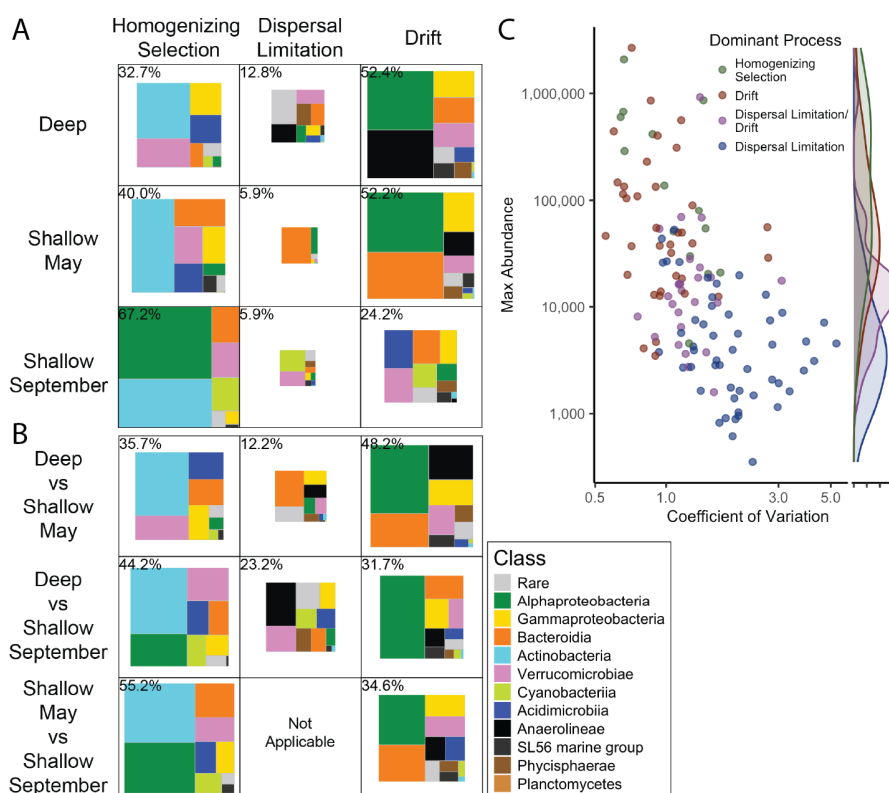 A
Homogenizing
Selection
Dispersal
Limitation
Drift
Deep
32.7%
12.8%
52.4%
Shallow
May
40.0%
5.9%
52.2%
Shallow
September
67.2%
5.9%
24.2%
B
Deep
vs
Shallow
May
35.7%
12.2%
48.2%
Deep
vs
Shallow
September
44.2%
23.2%
31.7%
Shallow
May
vs
Shallow
September
55.2%
Not
Applicable
34.6%
C
Dominant Process
Homogenizing
Selection
Drift
Dispersal Limitation/
Drift
Dispersal Limitation
Max Abundance
1,000,000
100,000
10,000
1,000
0.5
1.0
3.0
5.0
Coefficient of Variation
Class
Rare
Alphaproteobacteria
Gammaproteobacteria
Bacteroidia
Actinobacteria
Verrucomicrobiae
Cyanobacteriia
Acidimicrobiia
Anaerolineae
SL56 marine group
Phycisphaerae
Planctomycetes